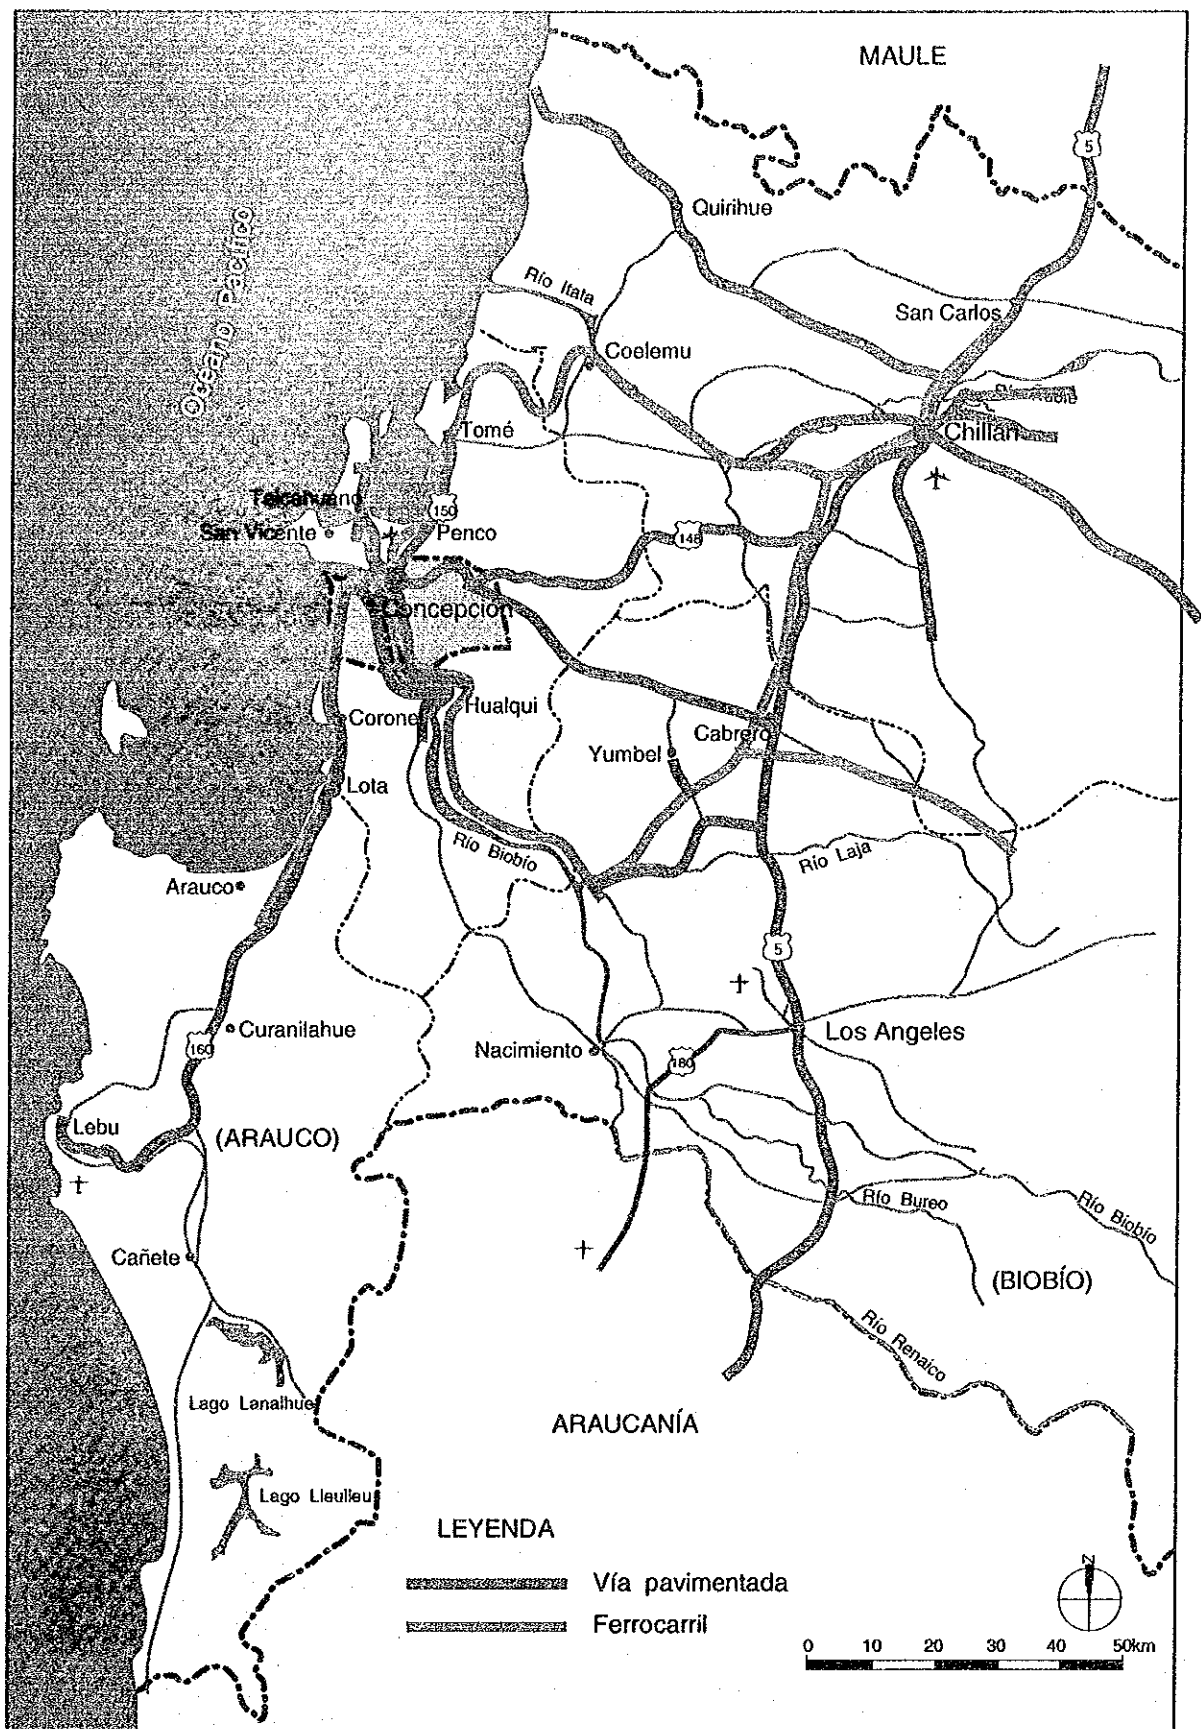 MAULE
5
Quirihue
Océano Pacífico
Río Itata
San Carlos
Coelemu
Chillán
Tomé
Talcahuano
150
San Vicente
Penco
148
Concepción
Hualqui
Coronel
Cabrero
Yumbel
Lota
Río Biobío
Río Laja
Arauco
5
Curanilahue
Los Angeles
Nacimiento
160
180
Lebu
(ARAUCO)
Río Bureo
Río Biobío
Cañete
(BIOBÍO)
Río Renaico
Lago Lanalhue
ARAUCANÍA
Lago Lleulleu
LEYENDA
Vía pavimentada
Ferrocarril
N
0 10 20 30 40 50km